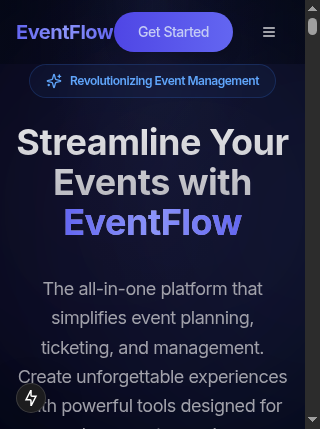 EventFlow
Get Started
Revolutionizing Event Management
Streamline Your
Events with
EventFlow
The all-in-one platform that
simplifies event planning,
ticketing, and management.
Create unforgettable experiences
with powerful tools designed for